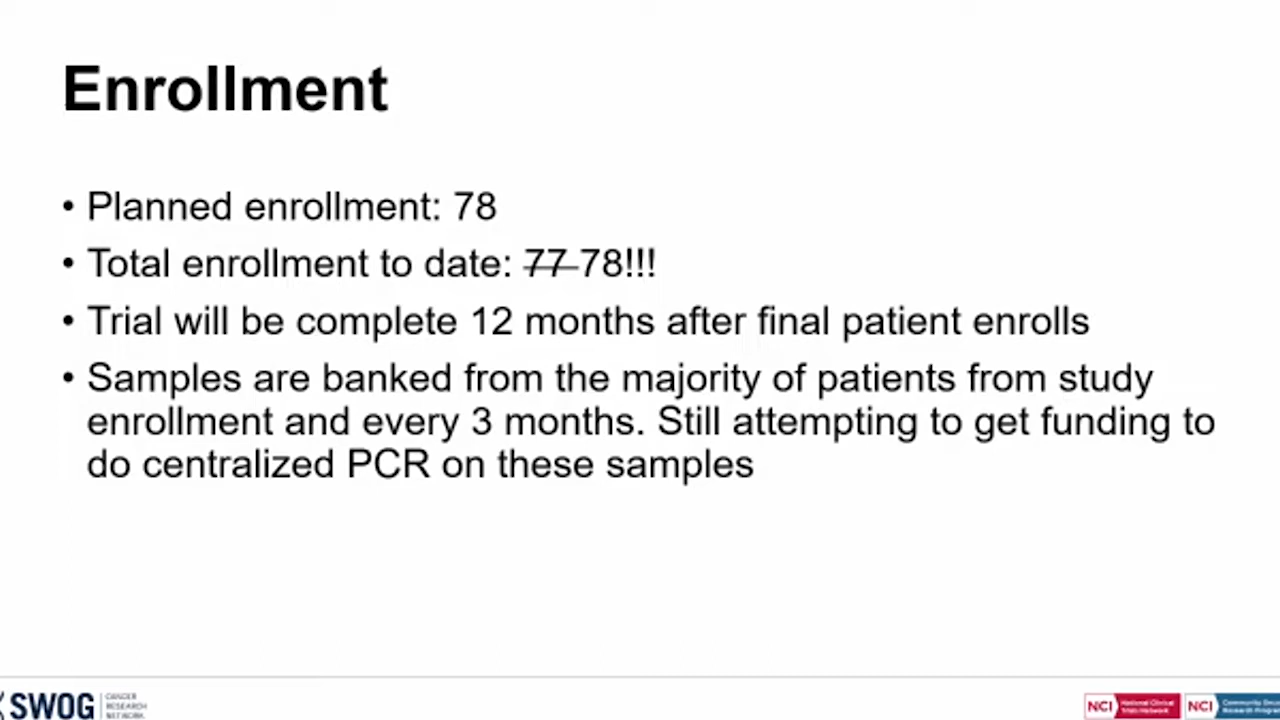 Enrollment
• Planned enrollment: 78
• Total enrollment to date: 77 78!!!
• Trial will be complete 12 months after final patient enrolls
• Samples are banked from the majority of patients from study
enrollment and every 3 months. Still attempting to get funding to
do centralized PCR on these samples
SWOG
CANCER
RESEARCH
NETWORK
NCI
National Clinical
Trials Network
NCI
Community
Research